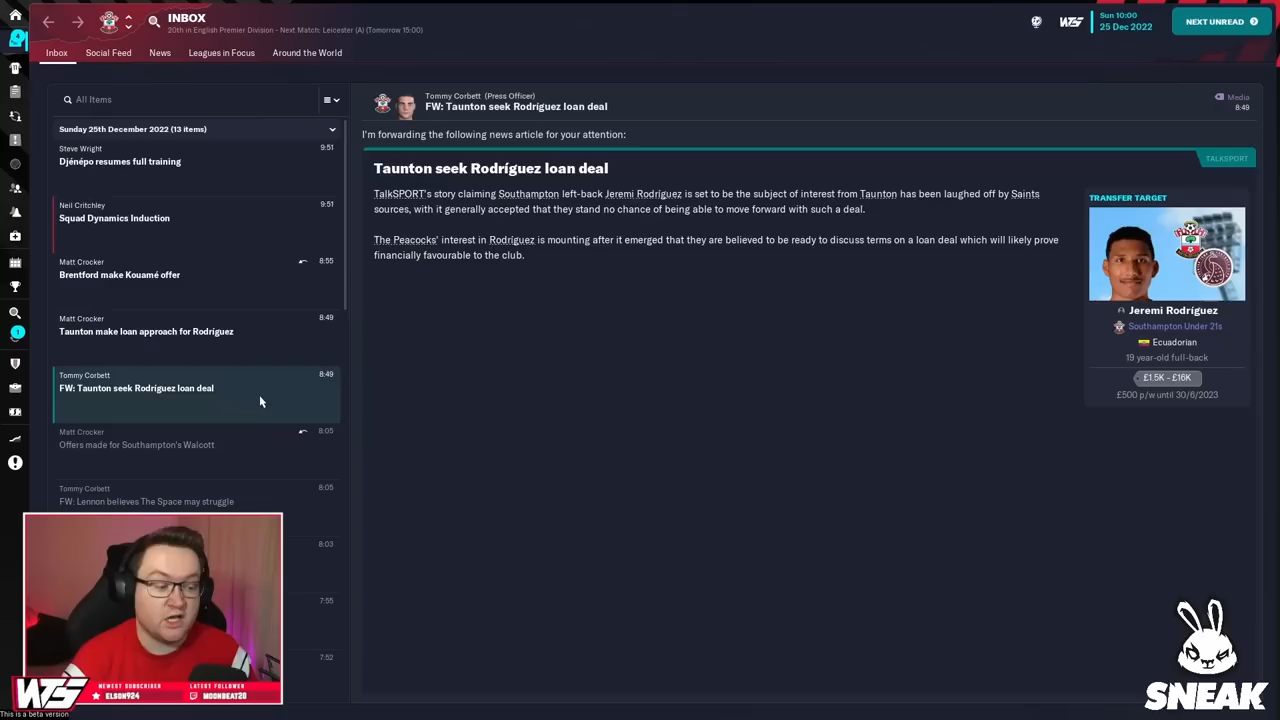 INBOX
20th in English Premier Division - Next Match: Leicester (A) (Tomorrow 15:00)
WTS
Sun 10:00
25 Dec 2022
NEXT UNREAD
Inbox
Social Feed
News
Leagues in Focus
Around the World
All Items
Sunday 25th December 2022 (13 items)
Steve Wright
9:51
Djénépo resumes full training
Neil Critchley
9:51
Squad Dynamics Induction
Matt Crocker
8:55
Brentford make Kouamé offer
Matt Crocker
8:49
Taunton make loan approach for Rodríguez
Tommy Corbett
8:49
FW: Taunton seek Rodríguez loan deal
Matt Crocker
8:05
Offers made for Southampton's Walcott
Tommy Corbett
8:05
FW: Lennon believes The Space may struggle
8:03
7:55
7:52
Tommy Corbett (Press Officer)
FW: Taunton seek Rodríguez loan deal
Media
8:49
I'm forwarding the following news article for your attention:
TALKSPORT
Taunton seek Rodríguez loan deal
TalkSPORT's story claiming Southampton left-back Jeremi Rodríguez is set to be the subject of interest from Taunton has been laughed off by Saints
sources, with it generally accepted that they stand no chance of being able to move forward with such a deal.
The Peacocks' interest in Rodríguez is mounting after it emerged that they are believed to be ready to discuss terms on a loan deal which will likely prove
financially favourable to the club.
TRANSFER TARGET
Jeremi Rodríguez
Southampton Under 21s
Ecuadorian
19 year-old full-back
£1.5K - £16K
£500 p/w until 30/6/2023
WTS
NEWEST SUBSCRIBER
ELSON924
LATEST FOLLOWER
MOONBEAT20
This is a beta version
SNEAK